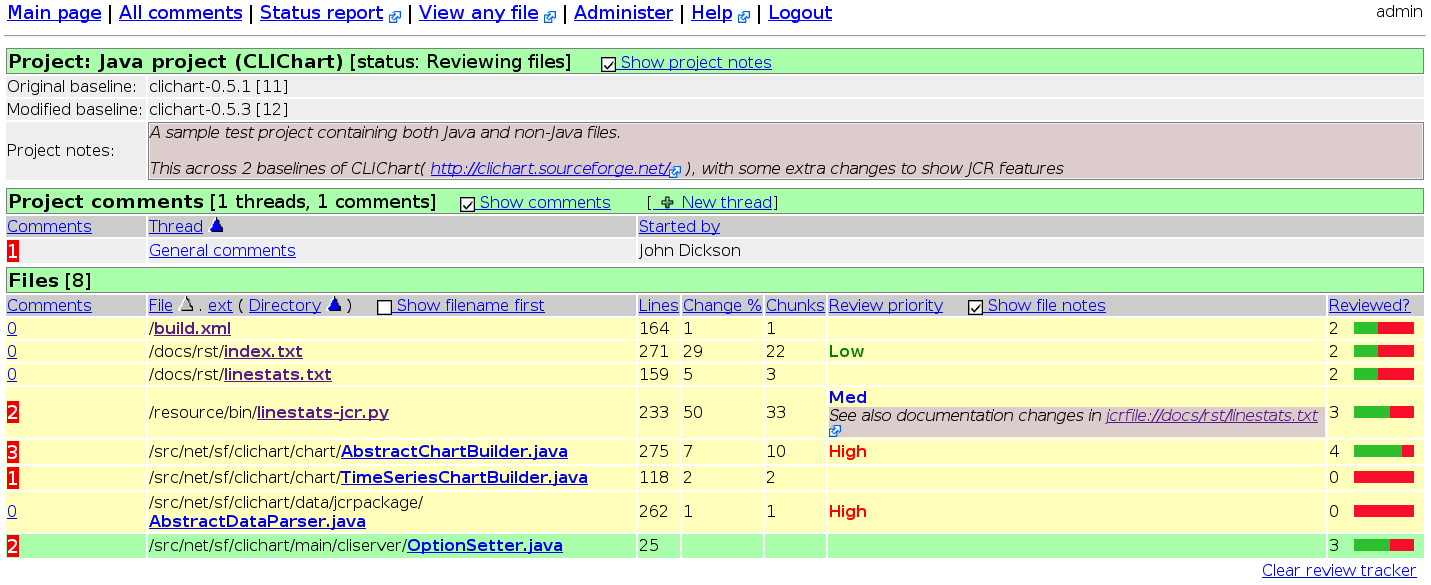 Main page | All comments | Status report | View any file | Administer | Help | Logout admin
Project: Java project (CLIChart) [status: Reviewing files] Show project notes
Original baseline: clichart-0.5.1 [11]
Modified baseline: clichart-0.5.3 [12]
Project notes: A sample test project containing both Java and non-Java files.
This across 2 baselines of CLIChart( http://clichart.sourceforge.net/ ), with some extra changes to show JCR features
Project comments [1 threads, 1 comments] Show comments [ New thread]
Comments Thread Started by
1 General comments John Dickson
Files [8]
Comments File . ext ( Directory ) Show filename first Lines Change % Chunks Review priority Show file notes Reviewed?
0 /build.xml 164 1 1 2
0 /docs/rst/index.txt 271 29 22 Low 2
0 /docs/rst/linestats.txt 159 5 3 2
2 /resource/bin/linestats-jcr.py 233 50 33 Med 3
See also documentation changes in jcrfile://docs/rst/linestats.txt
3 /src/net/sf/clichart/chart/AbstractChartBuilder.java 275 7 10 High 4
1 /src/net/sf/clichart/chart/TimeSeriesChartBuilder.java 118 2 2 0
0 /src/net/sf/clichart/data/jcrpackage/
AbstractDataParser.java 262 1 1 High 0
2 /src/net/sf/clichart/main/cliserver/OptionSetter.java 25 3
Clear review tracker